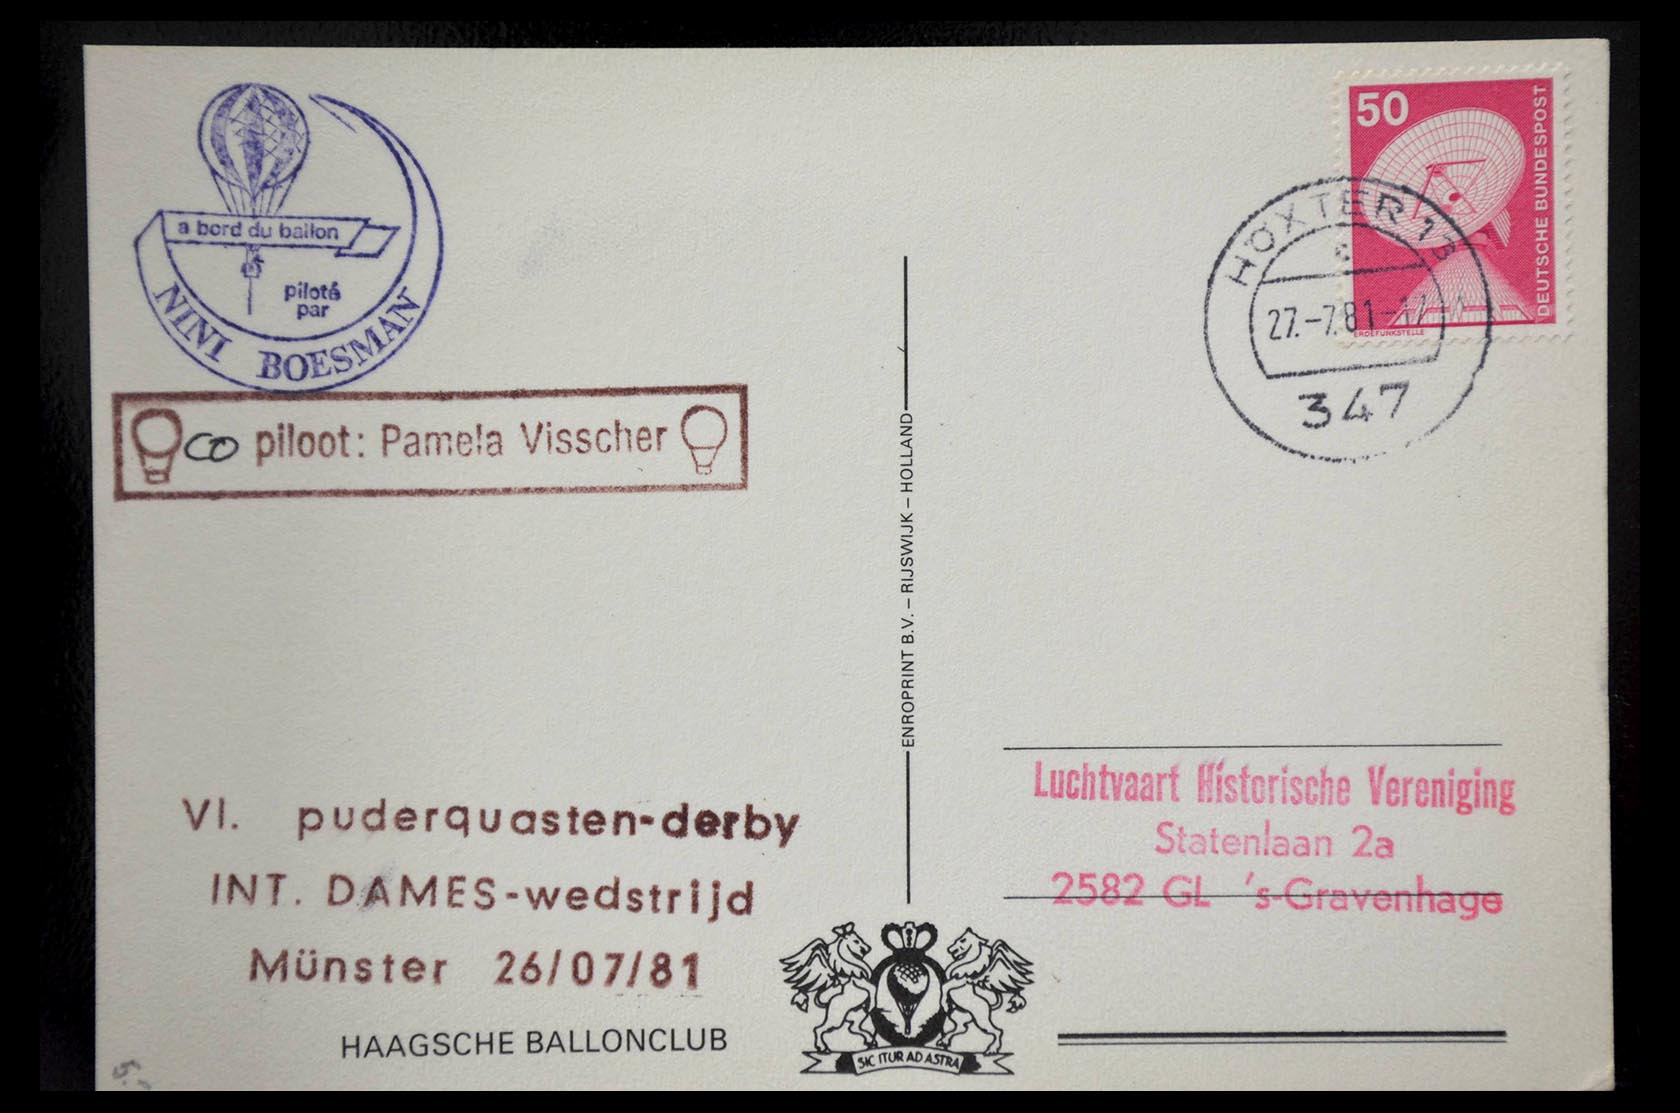 a bord du ballon
piloté
par
NINI BOESMAN
co piloot: Pamela Visscher
50
DEUTSCHE BUNDESPOST
ERDEFUNKSTELLE
HÖXTER 1
c
27.-7.81-17
347
ENROPRINT B.V. – RIJSWIJK – HOLLAND
VI. puderquasten-derby
INT. DAMES-wedstrijd
Münster 26/07/81
HAAGSCHE BALLONCLUB
SIC ITUR AD ASTRA
Luchtvaart Historische Vereniging
Statenlaan 2a
2582 GL 's-Gravenhage